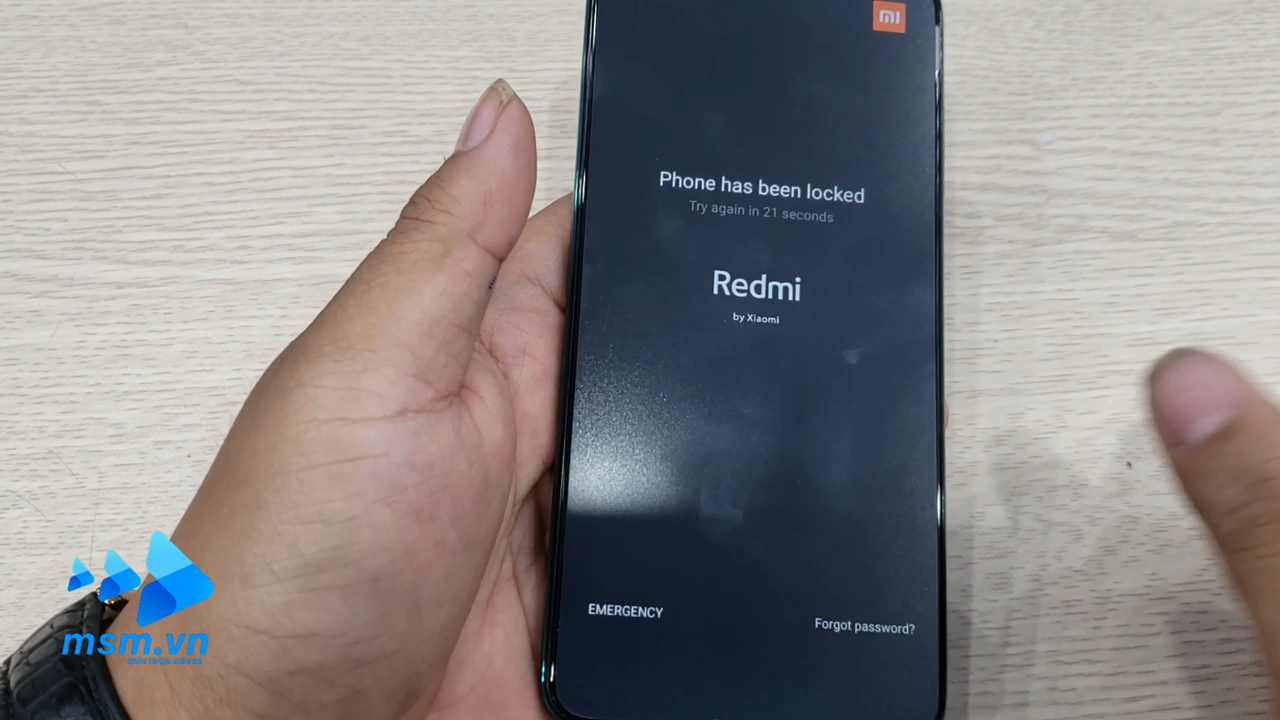 mi
Phone has been locked
Try again in 21 seconds
Redmi
by Xiaomi
EMERGENCY
Forgot password?
msm.vn